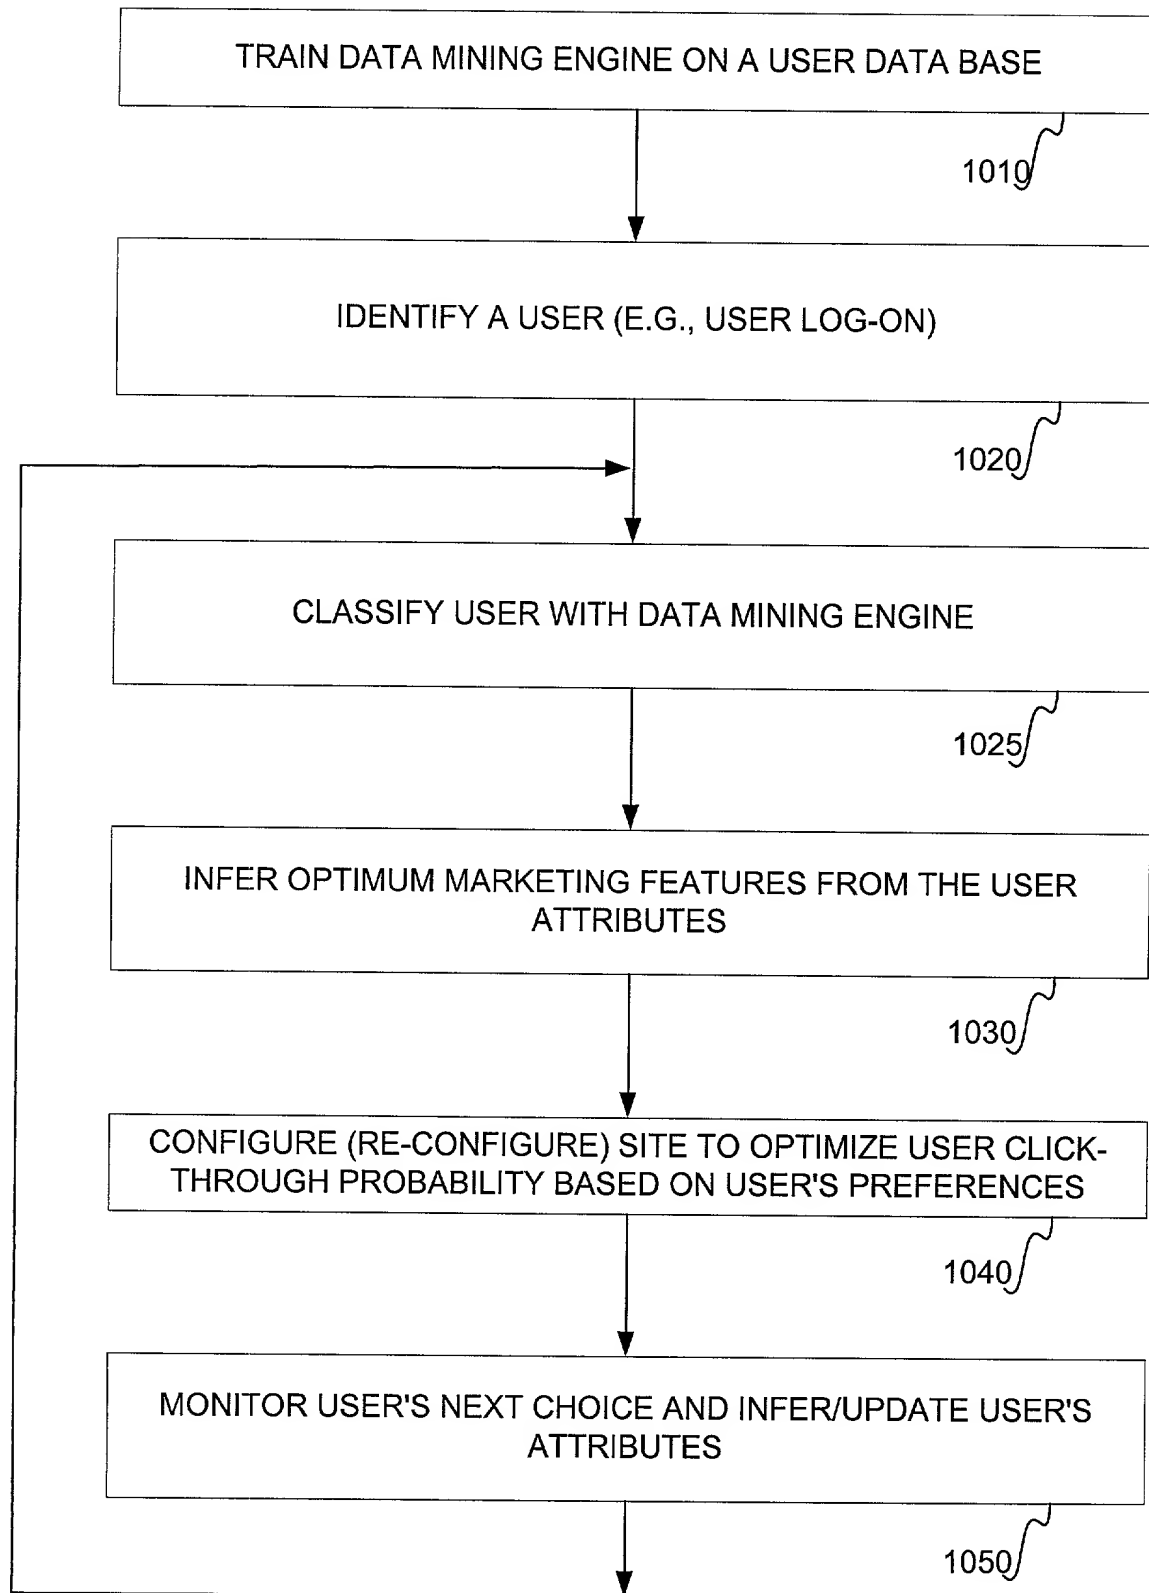 TRAIN DATA MINING ENGINE ON A USER DATA BASE
1010
IDENTIFY A USER (E.G., USER LOG-ON)
1020
CLASSIFY USER WITH DATA MINING ENGINE
1025
INFER OPTIMUM MARKETING FEATURES FROM THE USER
ATTRIBUTES
1030
CONFIGURE (RE-CONFIGURE) SITE TO OPTIMIZE USER CLICK-
THROUGH PROBABILITY BASED ON USER'S PREFERENCES
1040
MONITOR USER'S NEXT CHOICE AND INFER/UPDATE USER'S
ATTRIBUTES
1050